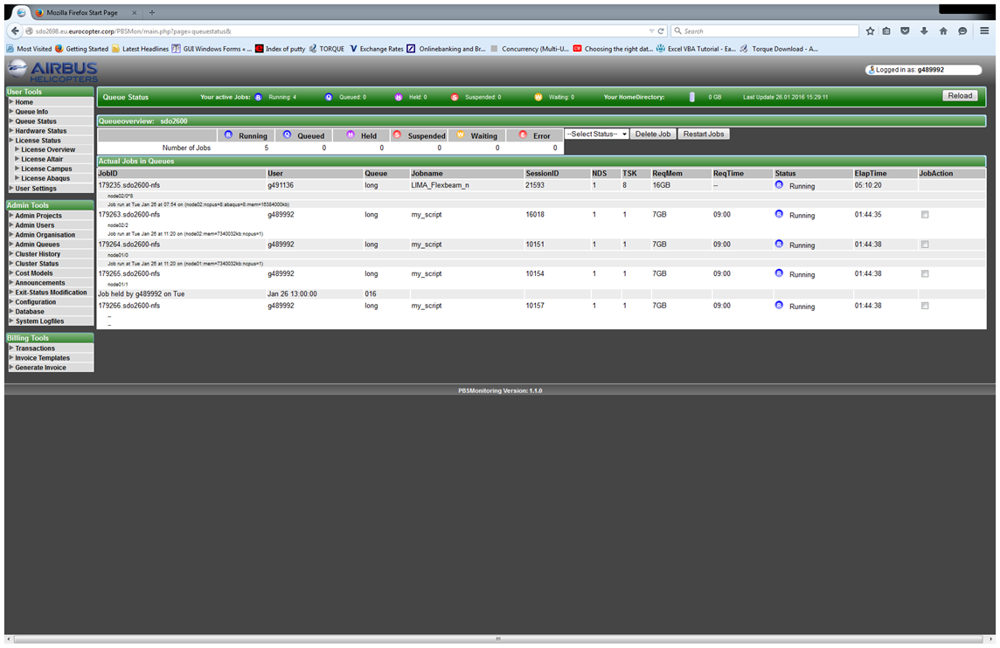 Mozilla Firefox Start Page
sdo2698.eu.eurocopter.corp/PBSMon/main.php?page=queuestatus&
Search
Most Visited Getting Started Latest Headlines GUI Windows Forms « ... Index of putty TORQUE Exchange Rates Onlinebanking and Br... Concurrency (Multi-U... Choosing the right dat... Excel VBA Tutorial - Ea... Torque Download - A...
AIRBUS
HELICOPTERS
Logged in as: g489992
User Tools
Home
Queue Info
Queue Status
Hardware Status
License Status
License Overview
License Altair
License Campus
License Abaqus
User Settings
Admin Tools
Admin Projects
Admin Users
Admin Organisation
Admin Queues
Cluster History
Cluster Status
Cost Models
Announcements
Exit-Status Modification
Configuration
Database
System Logfiles
Billing Tools
Transactions
Invoice Templates
Generate Invoice
Queue Status Your active Jobs: R Running: 4 Q Queued: 0 H Held: 0 S Suspended: 0 W Waiting: 0 Your HomeDirectory: 0 GB Last Update 26.01.2016 15:29:11 Reload
Queueoverview: sdo2600
R Running Q Queued H Held S Suspended W Waiting E Error --Select Status-- Delete Job Restart Jobs
Number of Jobs 5 0 0 0 0 0
Actual Jobs in Queues
JobID User Queue Jobname SessionID NDS TSK ReqMem ReqTime Status ElapTime JobAction
179235.sdo2600-nfs g491136 long LIMA_Flexbeam_n 21593 1 8 16GB -- R Running 05:10:20
node02/0*8
Job run at Tue Jan 26 at 07:54 on (node02:ncpus=8:abaqus=8:mem=16384000kb)
179263.sdo2600-nfs g489992 long my_script 16018 1 1 7GB 09:00 R Running 01:44:35
node02/2
Job run at Tue Jan 26 at 11:20 on (node02:mem=7340032kb:ncpus=1)
179264.sdo2600-nfs g489992 long my_script 10151 1 1 7GB 09:00 R Running 01:44:38
node01/0
Job run at Tue Jan 26 at 11:20 on (node01:mem=7340032kb:ncpus=1)
179265.sdo2600-nfs g489992 long my_script 10154 1 1 7GB 09:00 R Running 01:44:38
node01/1
Job held by g489992 on Tue Jan 26 13:00:00 016
179266.sdo2600-nfs g489992 long my_script 10157 1 1 7GB 09:00 R Running 01:44:38
--
--
PBSMonitoring Version: 1.1.0